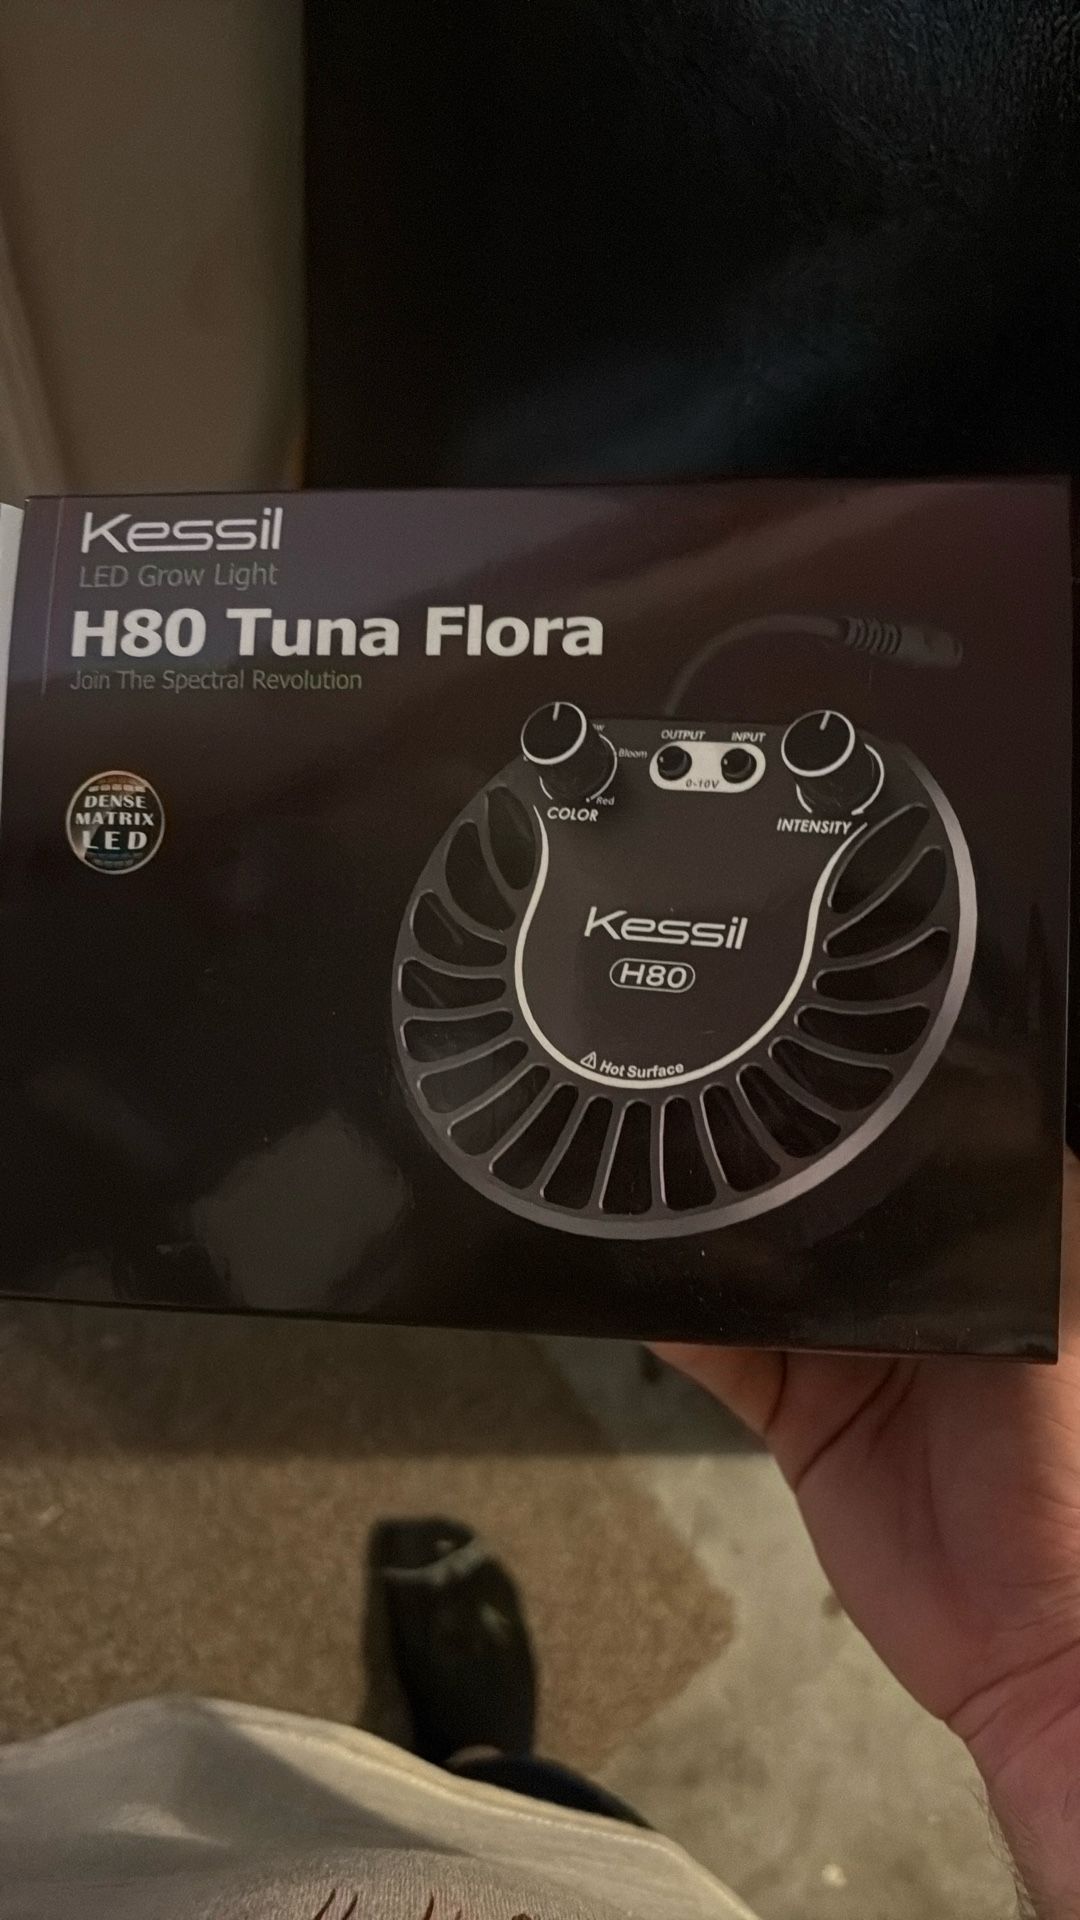 Kessil
LED Grow Light
H80 Tuna Flora
Join The Spectral Revolution
DENSE
MATRIX
LED
OUTPUT INPUT
Bloom
0-10V
Red
COLOR
INTENSITY
Kessil
H80
Hot Surface